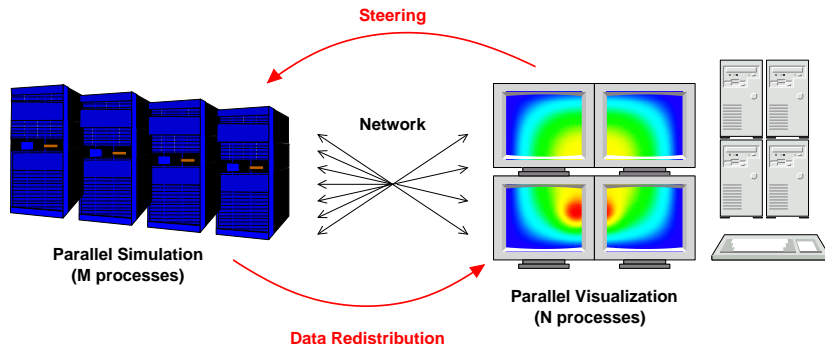 Steering
Network
Parallel Simulation
(M processes)
Parallel Visualization
(N processes)
Data Redistribution